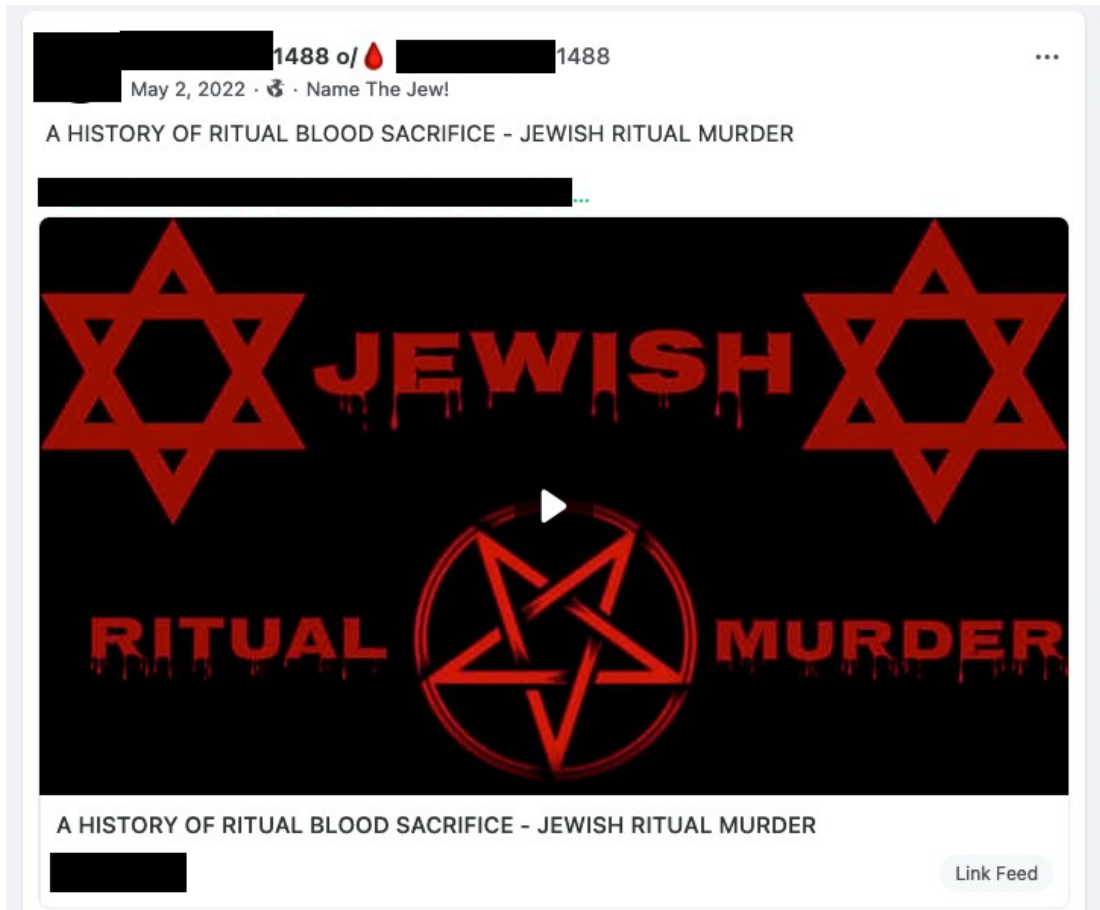 1488 o/🩸 1488
May 2, 2022 · Name The Jew!
A HISTORY OF RITUAL BLOOD SACRIFICE - JEWISH RITUAL MURDER
...
JEWISH
RITUAL MURDER
A HISTORY OF RITUAL BLOOD SACRIFICE - JEWISH RITUAL MURDER
Link Feed